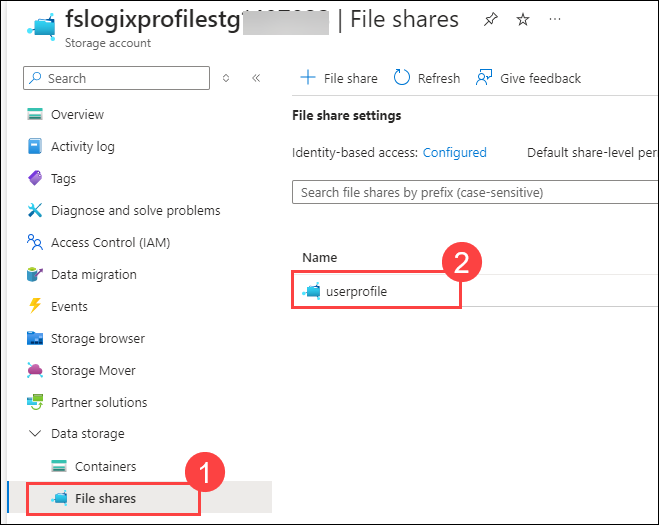 fslogixprofilestg | File shares
Storage account
Search
Overview
Activity log
Tags
Diagnose and solve problems
Access Control (IAM)
Data migration
Events
Storage browser
Storage Mover
Partner solutions
Data storage
Containers
1
File shares
File share
Refresh
Give feedback
File share settings
Identity-based access: Configured
Default share-level per
Search file shares by prefix (case-sensitive)
Name
2
userprofile